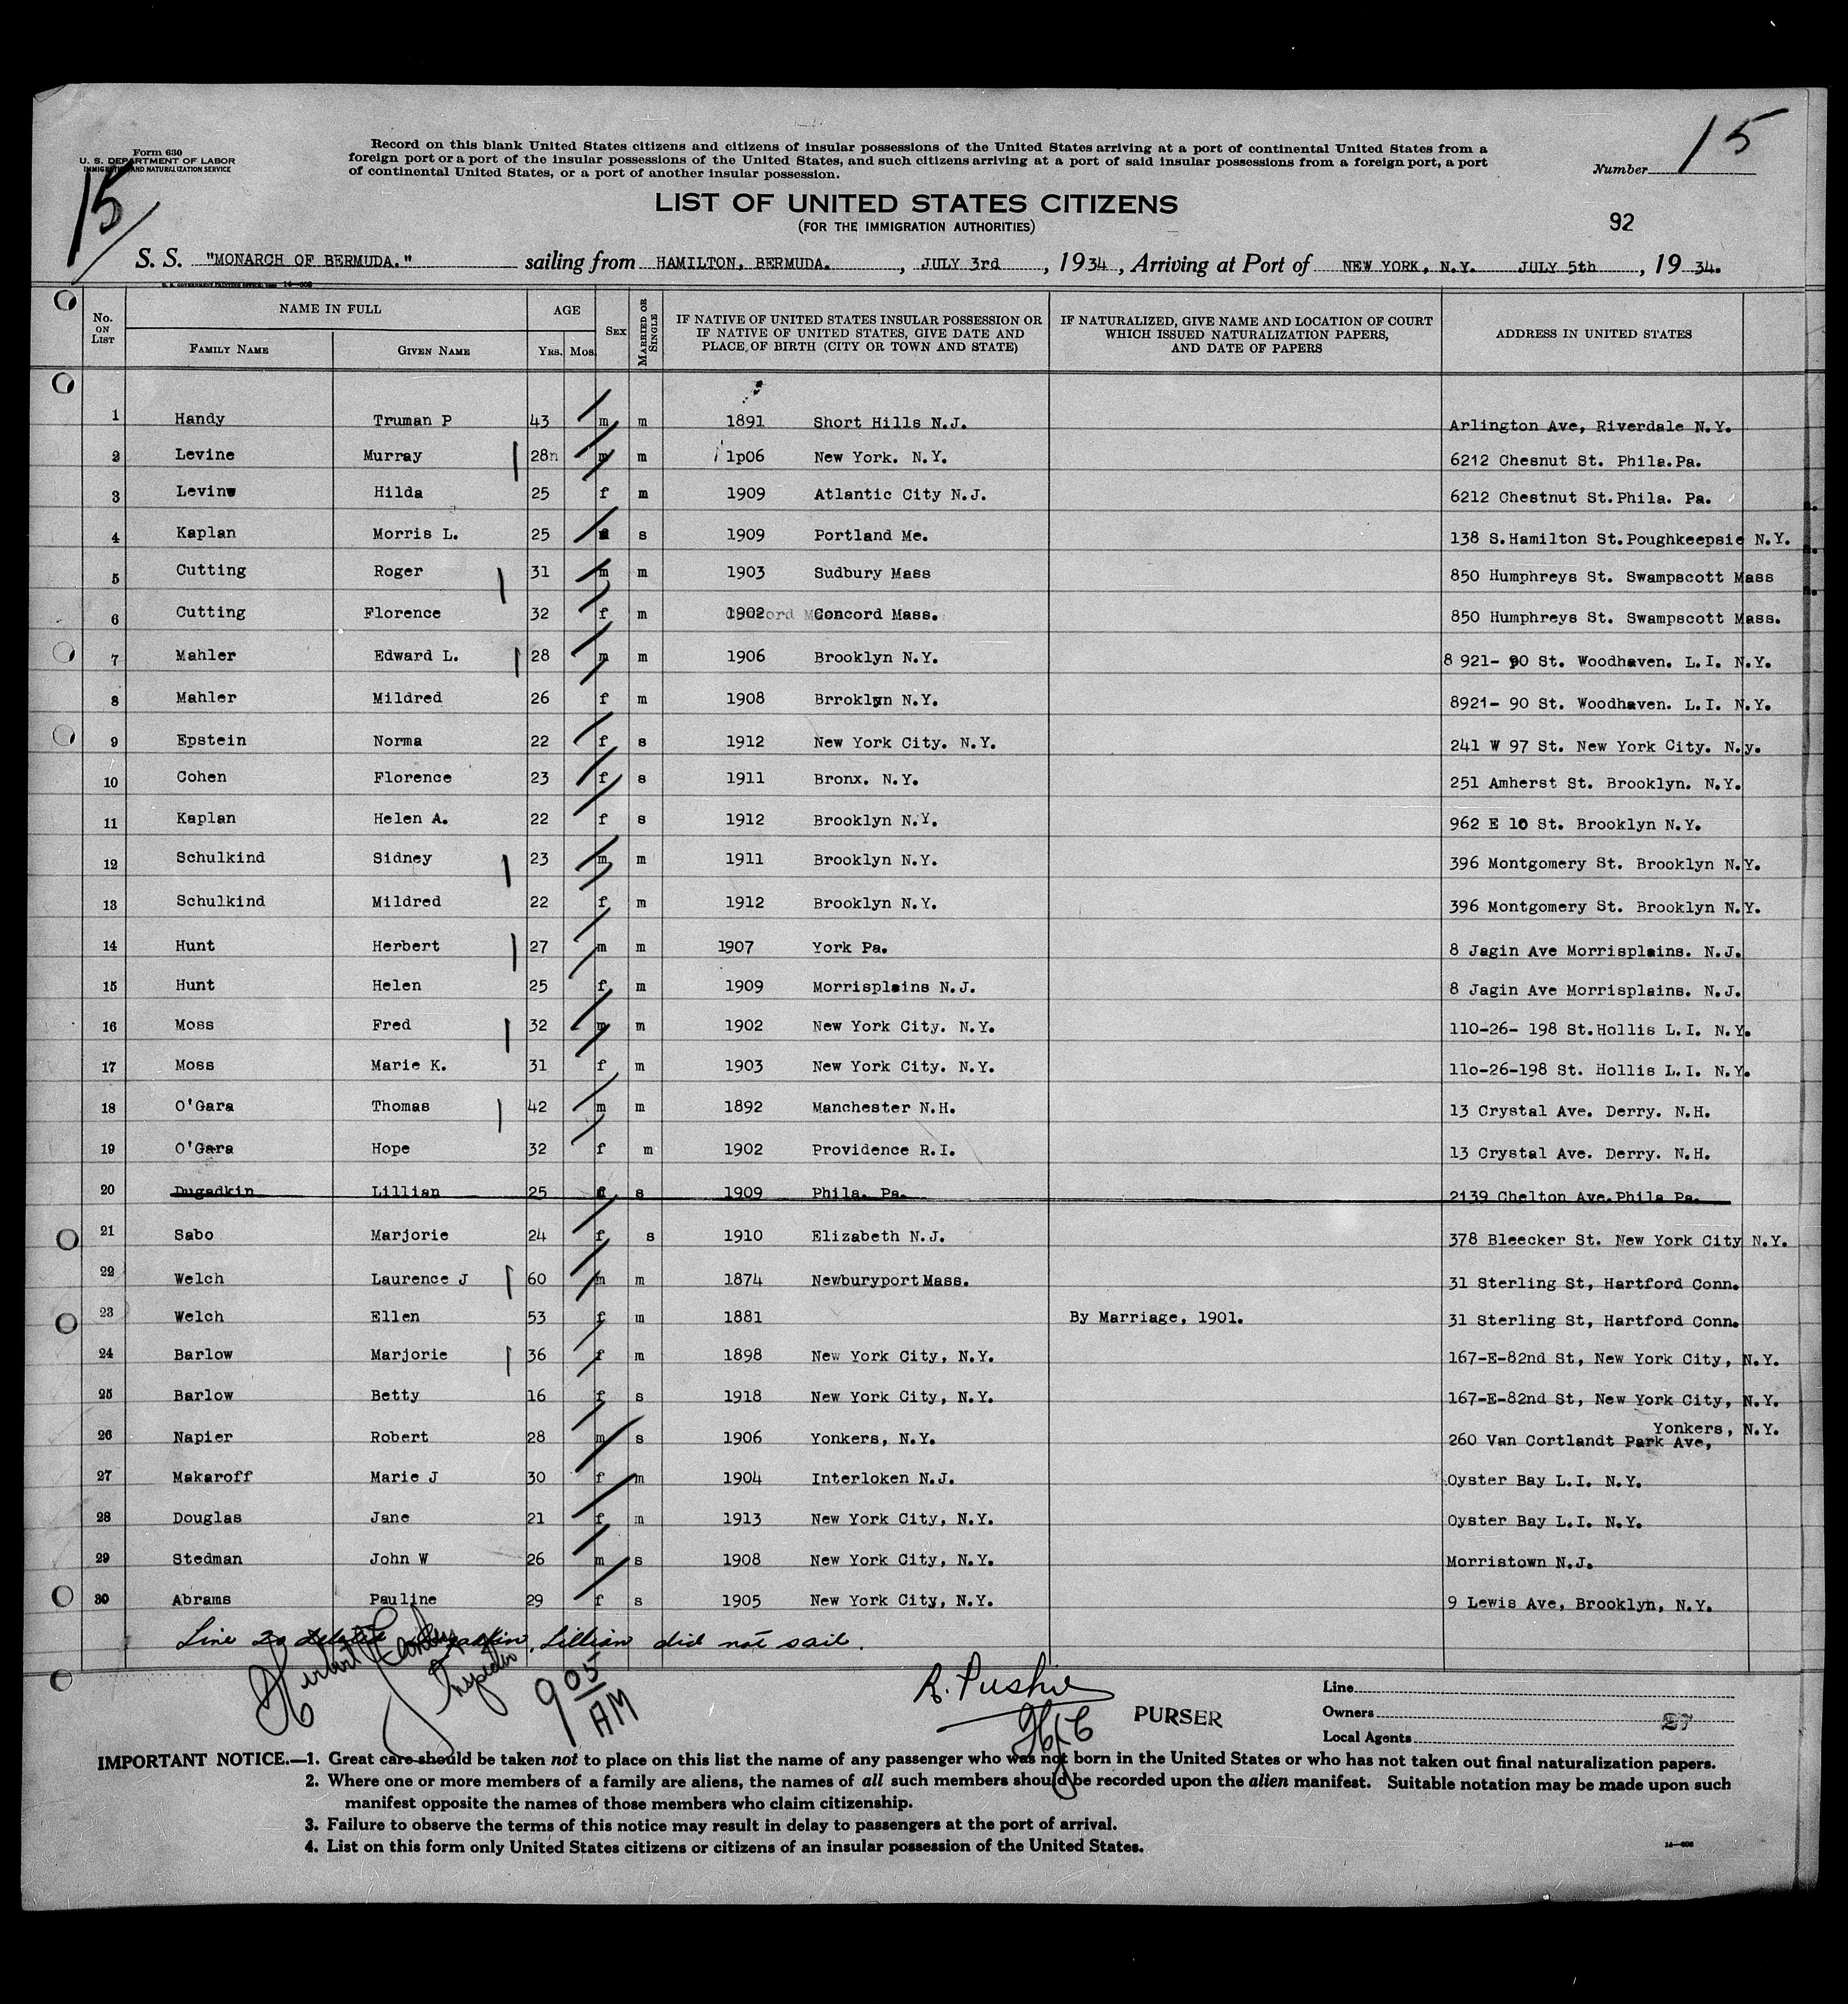 Form 630
U. S. DEPARTMENT OF LABOR
IMMIGRATION AND NATURALIZATION SERVICE
15
Record on this blank United States citizens and citizens of insular possessions of the United States arriving at a port of continental United States from a
foreign port or a port of the insular possessions of the United States, and such citizens arriving at a port of said insular possessions from a foreign port, a port
of continental United States, or a port of another insular possession.
Number 15
LIST OF UNITED STATES CITIZENS
(FOR THE IMMIGRATION AUTHORITIES)
92
S. S. "MONARCH OF BERMUDA." sailing from HAMILTON, BERMUDA. , JULY 3rd , 1934 , Arriving at Port of NEW YORK, N.Y. JULY 5th , 19 34.
No. ON LIST
NAME IN FULL
FAMILY NAME GIVEN NAME
AGE
YRS. MOS.
SEX
MARRIED OR SINGLE
IF NATIVE OF UNITED STATES INSULAR POSSESSION OR
IF NATIVE OF UNITED STATES, GIVE DATE AND
PLACE OF BIRTH (CITY OR TOWN AND STATE)
IF NATURALIZED, GIVE NAME AND LOCATION OF COURT
WHICH ISSUED NATURALIZATION PAPERS,
AND DATE OF PAPERS
ADDRESS IN UNITED STATES
1 Handy Truman P 43 m m 1891 Short Hills N.J. Arlington Ave, Riverdale N.Y.
2 Levine Murray 28n m m 1p06 New York. N.Y. 6212 Chesnut St. Phila.Pa.
3 Levine Hilda 25 f m 1909 Atlantic City N.J. 6212 Chestnut St.Phila. Pa.
4 Kaplan Morris L. 25 s 1909 Portland Me. 138 S.Hamilton St.Poughkeepsie N.Y.
5 Cutting Roger 31 m m 1903 Sudbury Mass 850 Humphreys St. Swampscott Mass
6 Cutting Florence 32 f m 1902 Concord Mass. 850 Humphreys St. Swampscott Mass.
7 Mahler Edward L. 28 m m 1906 Brooklyn N.Y. 8 921- 90 St. Woodhaven. L.I. N.Y.
8 Mahler Mildred 26 f m 1908 Brroklyn N.Y. 8921- 90 St. Woodhaven. L.I. N.Y.
9 Epstein Norma 22 f s 1912 New York City. N.Y. 241 W 97 St. New York City. N.y.
10 Cohen Florence 23 f s 1911 Bronx. N.Y. 251 Amherst St. Brooklyn. N.Y.
11 Kaplan Helen A. 22 f s 1912 Brooklyn N.Y. 962 E 10 St. Brooklyn N.Y.
12 Schulkind Sidney 23 m m 1911 Brooklyn N.Y. 396 Montgomery St. Brooklyn N.Y.
13 Schulkind Mildred 22 f m 1912 Brooklyn N.Y. 396 Montgomery St. Brooklyn N.Y.
14 Hunt Herbert 27 m m 1907 York Pa. 8 Jagin Ave Morrisplains. N.J.
15 Hunt Helen 25 f m 1909 Morrisplains N.J. 8 Jagin Ave Morrisplains. N.J.
16 Moss Fred 32 m m 1902 New York City. N.Y. 110-26- 198 St.Hollis L.I. N.Y.
17 Moss Marie K. 31 f m 1903 New York City. N.Y. 11o-26-198 St. Hollis L.I. N.Y.
18 O'Gara Thomas 42 m m 1892 Manchester N.H. 13 Crystal Ave. Derry. N.H.
19 O'Gara Hope 32 f m 1902 Providence R.I. 13 Crystal Ave. Derry. N.H.
20 Dugadkin Lillian 25 f s 1909 Phila. Pa. 2139 Chelton Ave.Phila Pa.
21 Sabo Marjorie 24 f s 1910 Elizabeth N.J. 378 Bleecker St. New York City N.Y.
22 Welch Laurence J 60 m m 1874 Newburyport Mass. 31 Sterling St, Hartford Conn.
23 Welch Ellen 53 f m 1881 By Marriage, 1901. 31 Sterling St, Hartford Conn.
24 Barlow Marjorie 36 f m 1898 New York City, N.Y. 167-E-82nd St, New York City, N.Y.
25 Barlow Betty 16 f s 1918 New York City, N.Y. 167-E-82nd St, New York City, N.Y.
26 Napier Robert 28 m s 1906 Yonkers, N.Y. 260 Van Cortlandt Park Ave, Yonkers, N.Y.
27 Makaroff Marie J 30 f m 1904 Interloken N.J. Oyster Bay L.I. N.Y.
28 Douglas Jane 21 f m 1913 New York City, N.Y. Oyster Bay L.I. N.Y.
29 Stedman John W 26 m s 1908 New York City, N.Y. Morristown N.J.
30 Abrams Pauline 29 f s 1905 New York City, N.Y. 9 Lewis Ave, Brooklyn, N.Y.
Line 20 deleted Lillian did not sail.
9 05 AM
R. Pushie
PURSER
Line
Owners
Local Agents
27
IMPORTANT NOTICE.—1. Great care should be taken not to place on this list the name of any passenger who was not born in the United States or who has not taken out final naturalization papers.
2. Where one or more members of a family are aliens, the names of all such members should be recorded upon the alien manifest. Suitable notation may be made upon such
manifest opposite the names of those members who claim citizenship.
3. Failure to observe the terms of this notice may result in delay to passengers at the port of arrival.
4. List on this form only United States citizens or citizens of an insular possession of the United States.